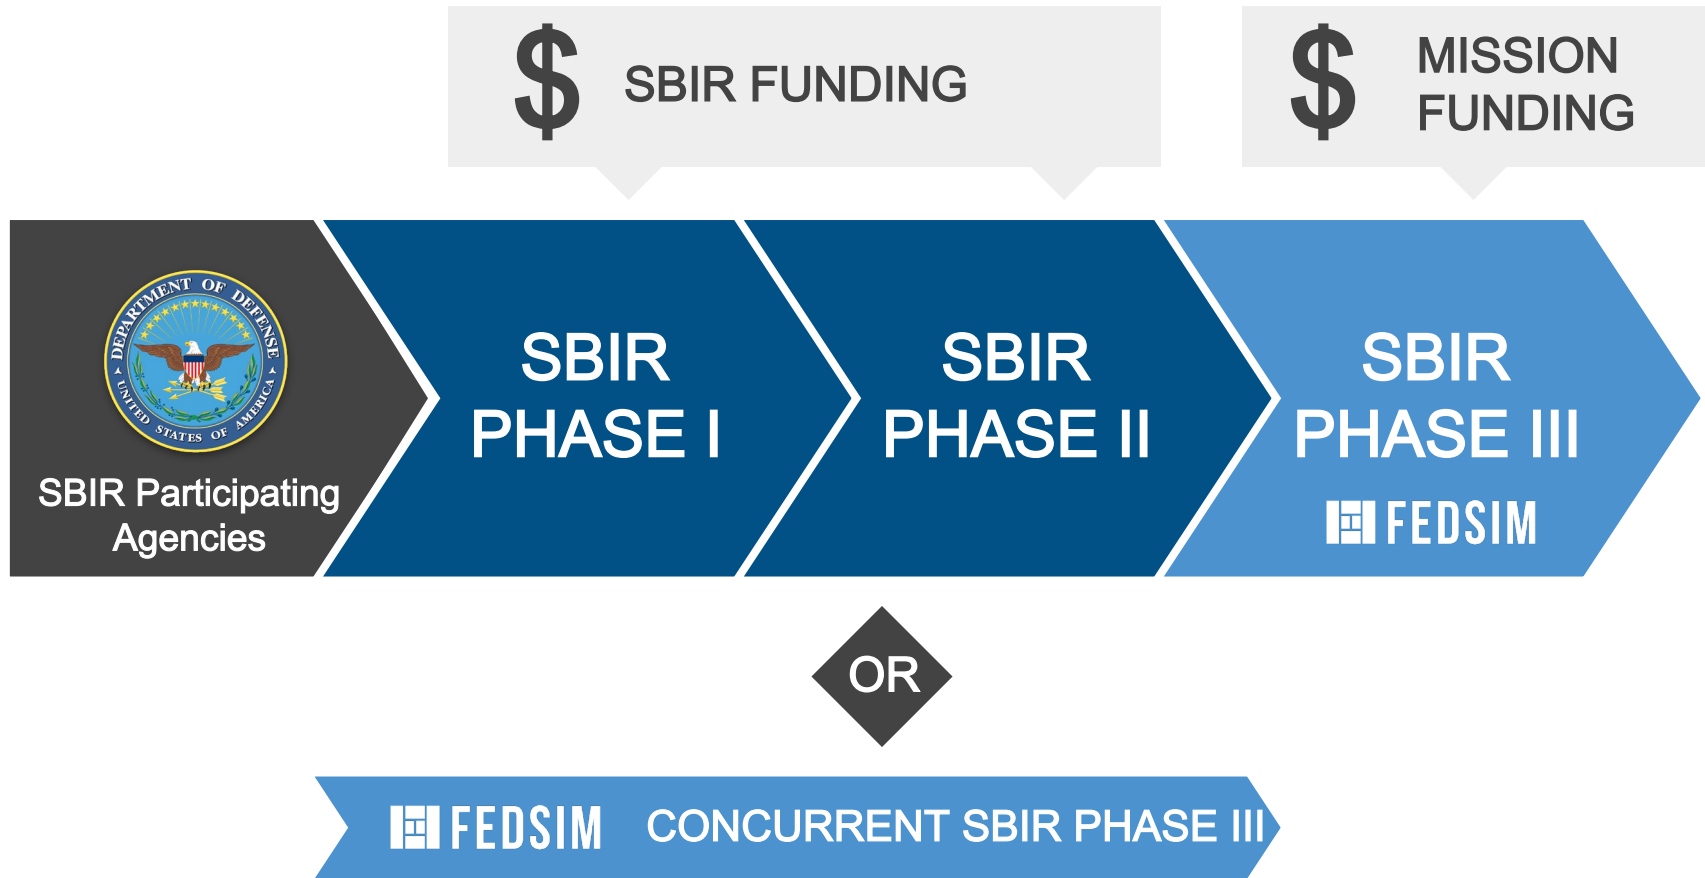 $ SBIR FUNDING
$ MISSION
FUNDING
DEPARTMENT OF DEFENSE
UNITED STATES OF AMERICA
SBIR Participating
Agencies
SBIR
PHASE I
SBIR
PHASE II
SBIR
PHASE III
FEDSIM
OR
FEDSIM CONCURRENT SBIR PHASE III